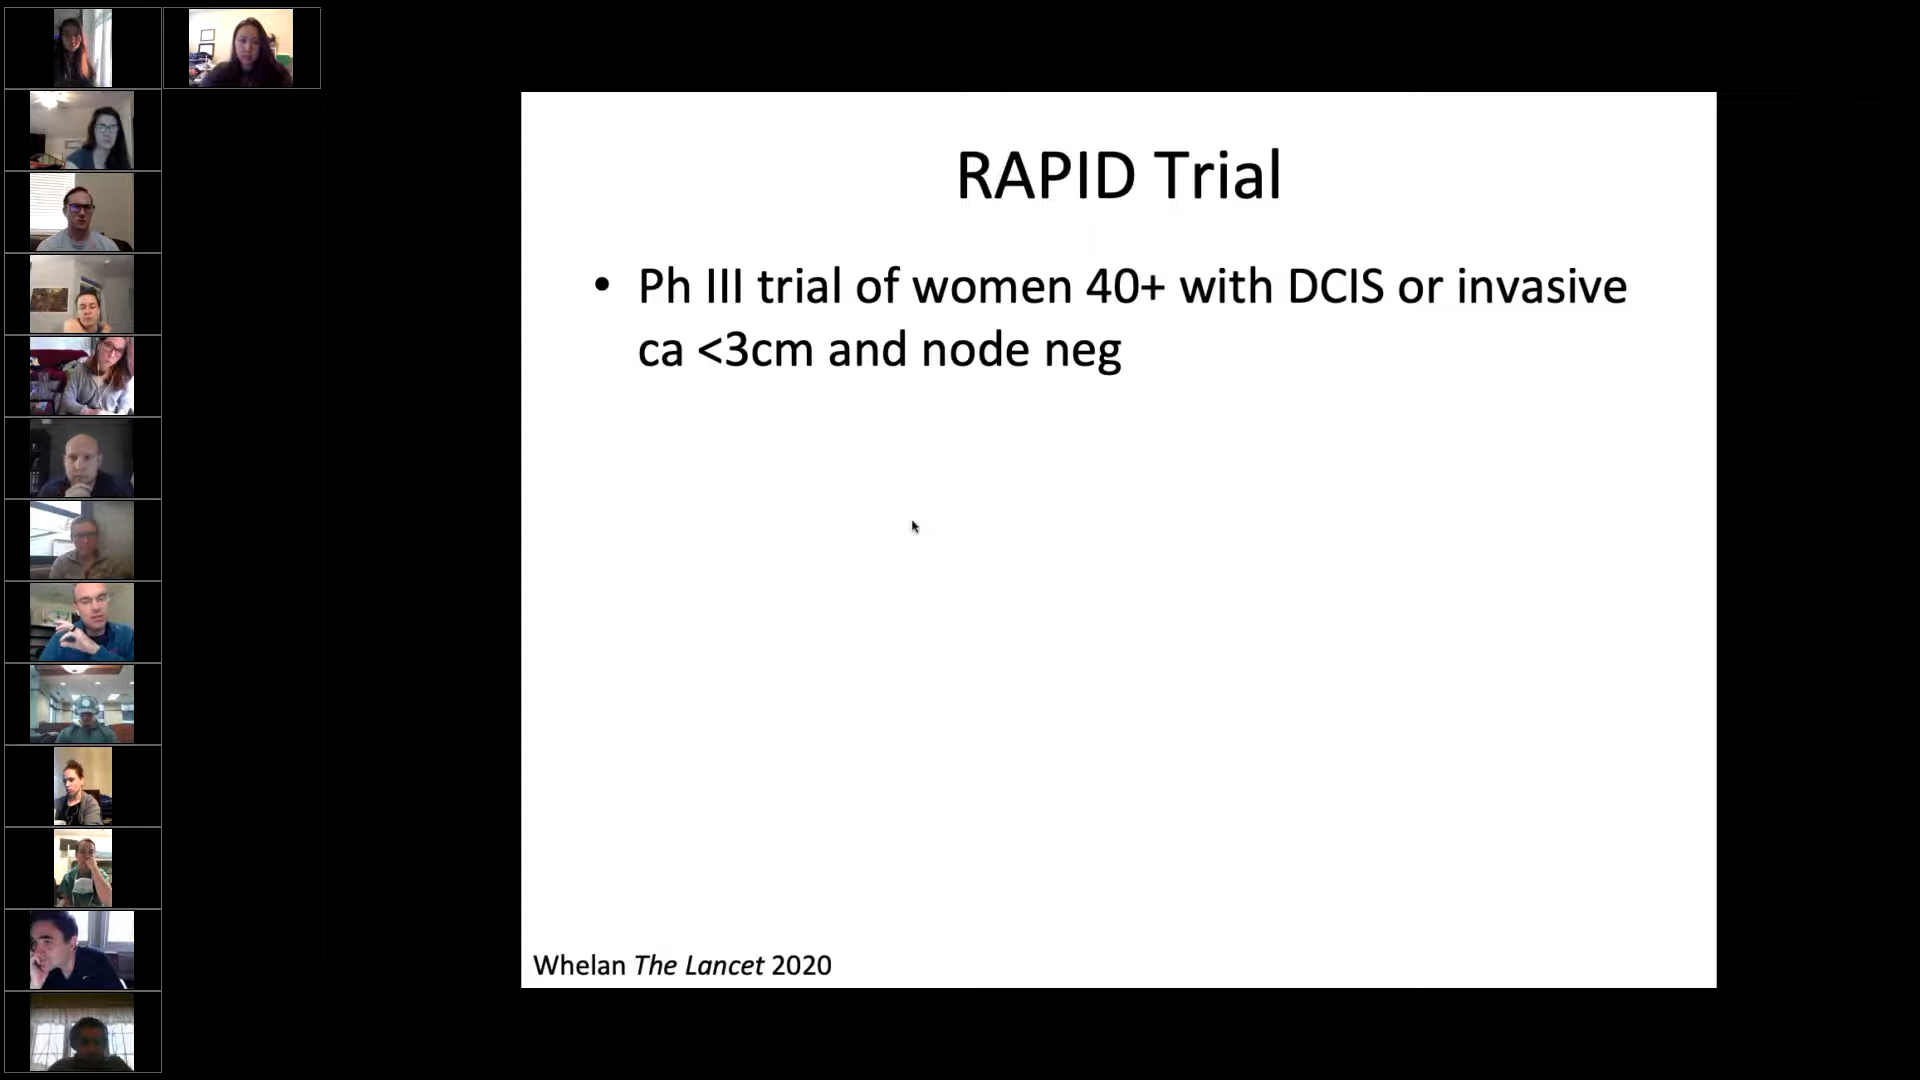 RAPID Trial
• Ph III trial of women 40+ with DCIS or invasive
ca <3cm and node neg
Whelan The Lancet 2020